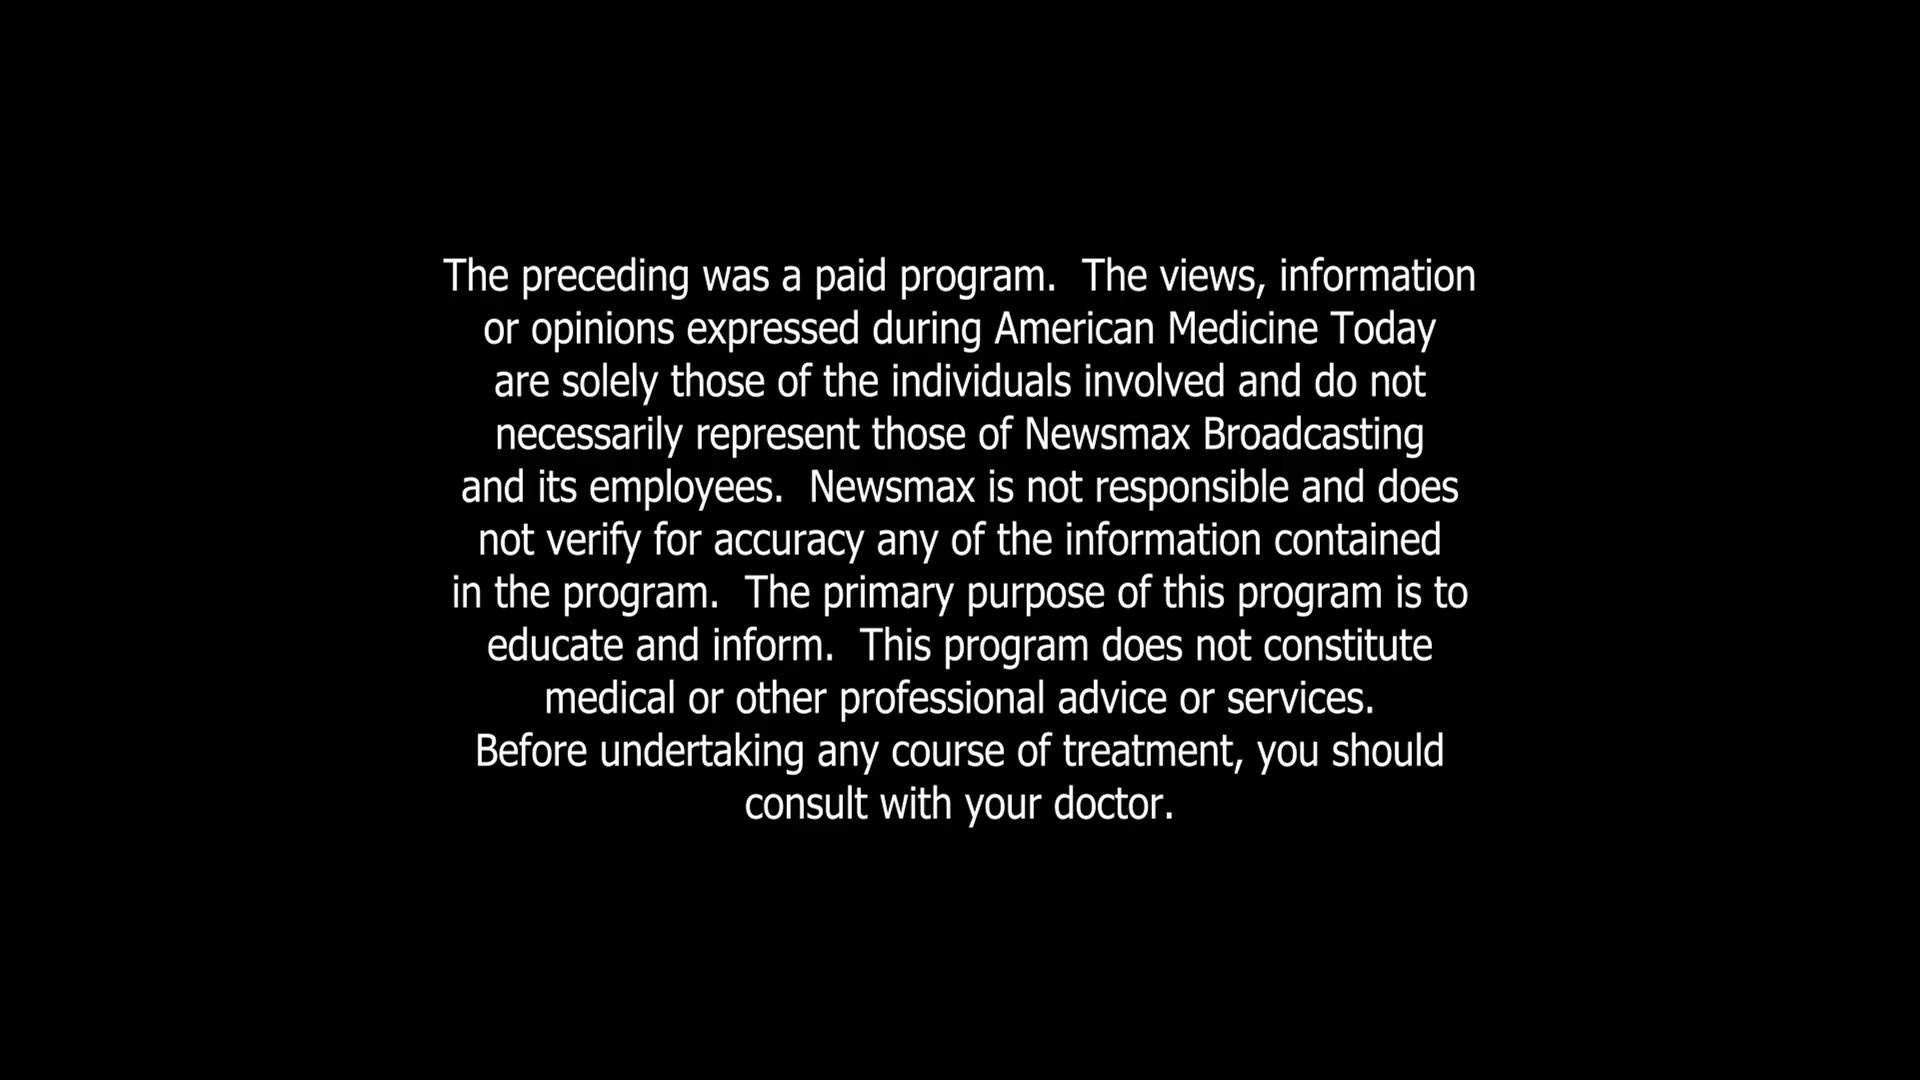 The preceding was a paid program.  The views, information
or opinions expressed during American Medicine Today
are solely those of the individuals involved and do not
necessarily represent those of Newsmax Broadcasting
and its employees.  Newsmax is not responsible and does
not verify for accuracy any of the information contained
in the program.  The primary purpose of this program is to
educate and inform.  This program does not constitute
medical or other professional advice or services.
Before undertaking any course of treatment, you should
consult with your doctor.